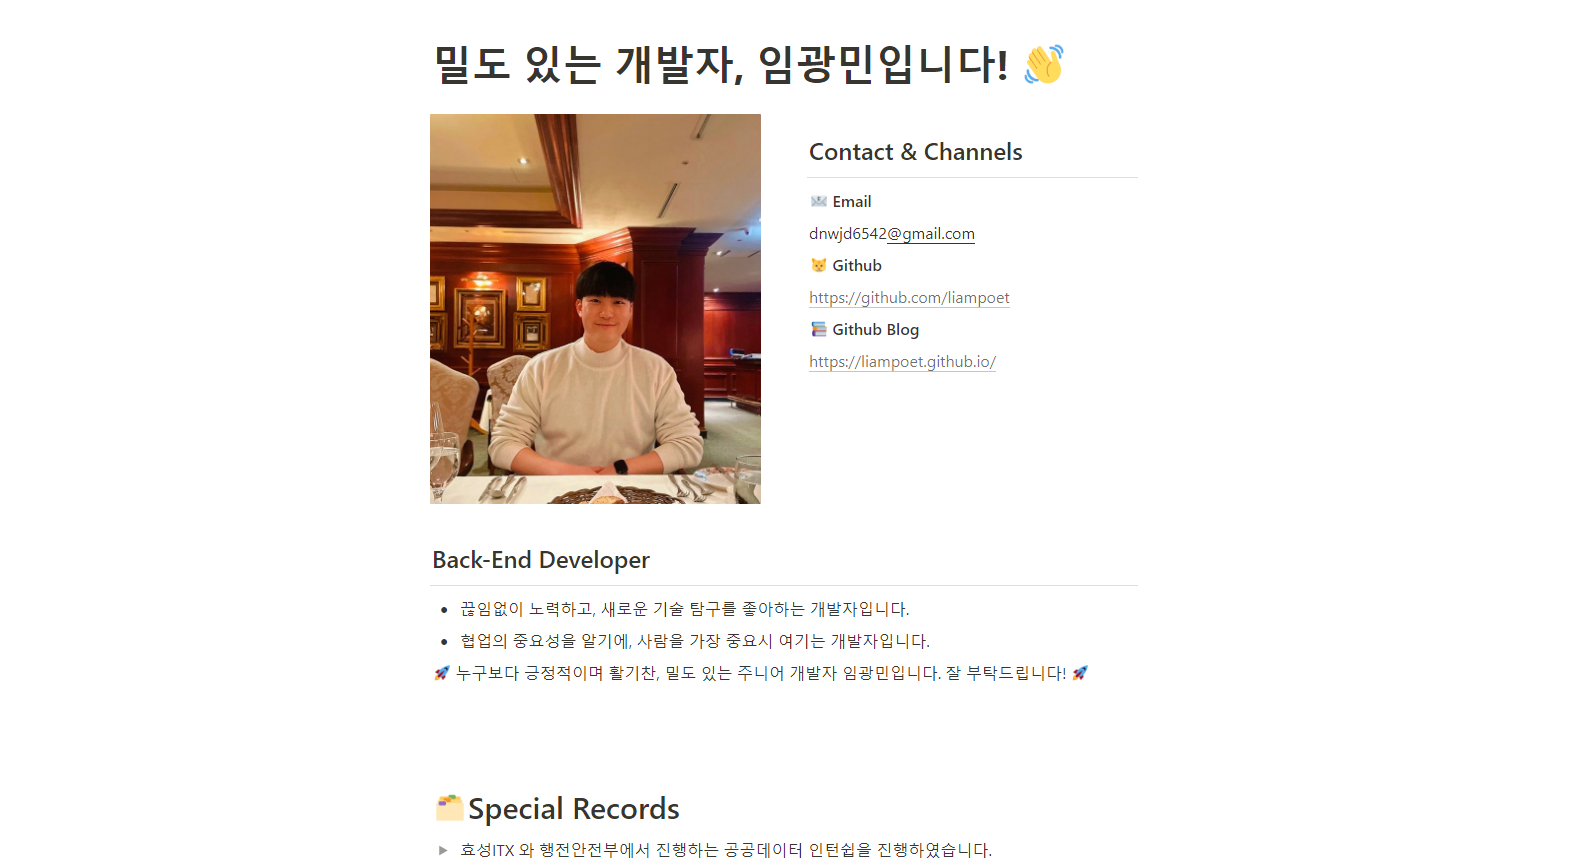 밀도 있는 개발자, 임광민입니다! 👋
Contact & Channels
Email
dnwjd6542@gmail.com
Github
https://github.com/liampoet
Github Blog
https://liampoet.github.io/
Back-End Developer
• 끊임없이 노력하고, 새로운 기술 탐구를 좋아하는 개발자입니다.
• 협업의 중요성을 알기에, 사람을 가장 중요시 여기는 개발자입니다.
🚀 누구보다 긍정적이며 활기찬, 밀도 있는 주니어 개발자 임광민입니다. 잘 부탁드립니다! 🚀
Special Records
효성ITX 와 행전안전부에서 진행하는 공공데이터 인턴쉽을 진행하였습니다.